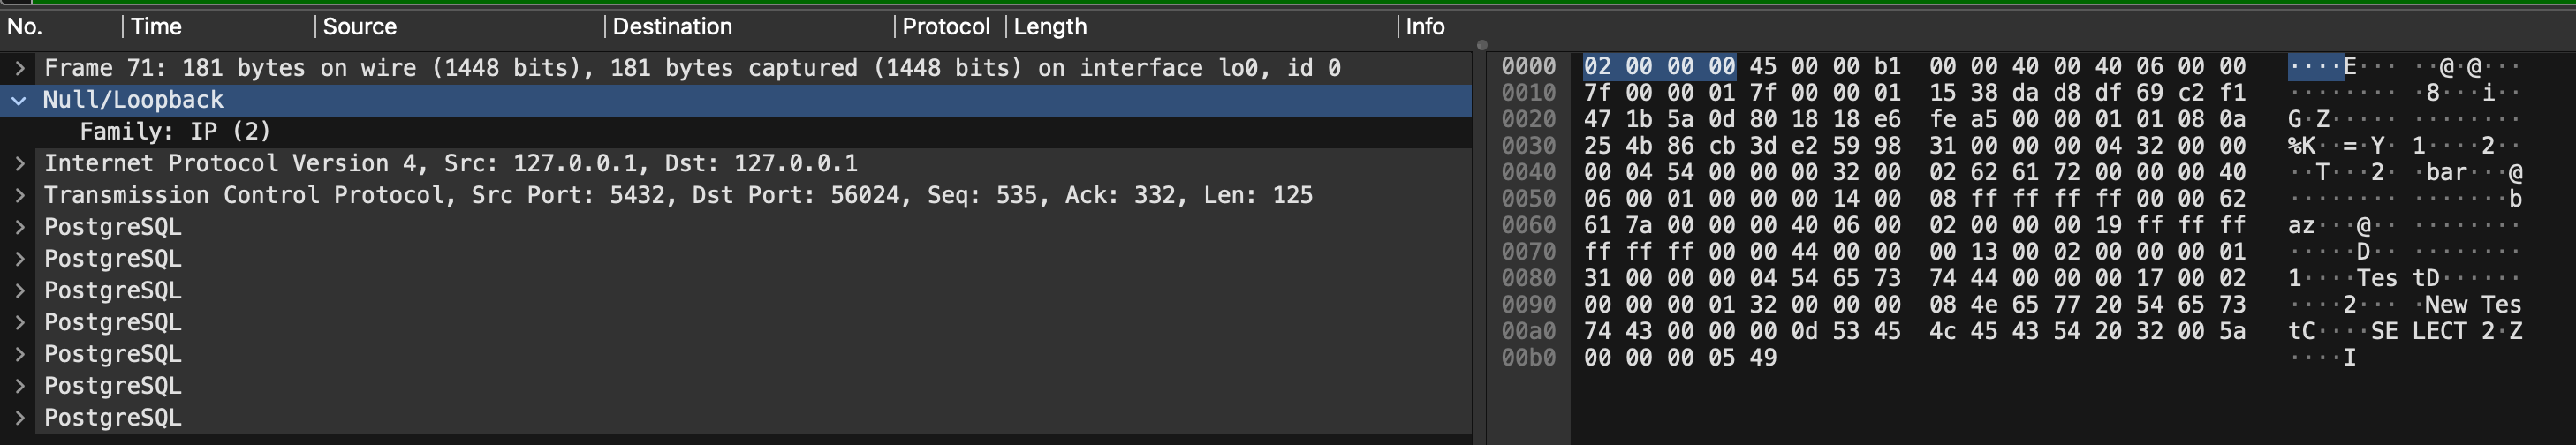 No. Time Source Destination Protocol Length Info
Frame 71: 181 bytes on wire (1448 bits), 181 bytes captured (1448 bits) on interface lo0, id 0
Null/Loopback
Family: IP (2)
Internet Protocol Version 4, Src: 127.0.0.1, Dst: 127.0.0.1
Transmission Control Protocol, Src Port: 5432, Dst Port: 56024, Seq: 535, Ack: 332, Len: 125
PostgreSQL
PostgreSQL
PostgreSQL
PostgreSQL
PostgreSQL
PostgreSQL
PostgreSQL
0000 02 00 00 00 45 00 00 b1 00 00 40 00 40 06 00 00 ····E··· ··@·@···
0010 7f 00 00 01 7f 00 00 01 15 38 da d8 df 69 c2 f1 ········ ·8···i··
0020 47 1b 5a 0d 80 18 18 e6 fe a5 00 00 01 01 08 0a G·Z····· ········
0030 25 4b 86 cb 3d e2 59 98 31 00 00 00 04 32 00 00 %K··=·Y· 1····2··
0040 00 04 54 00 00 00 32 00 02 62 61 72 00 00 00 40 ··T···2· ·bar···@
0050 06 00 01 00 00 00 14 00 08 ff ff ff ff 00 00 62 ········ ·······b
0060 61 7a 00 00 00 40 06 00 02 00 00 00 19 ff ff ff az···@·· ········
0070 ff ff ff 00 00 44 00 00 00 13 00 02 00 00 00 01 ·····D·· ········
0080 31 00 00 00 04 54 65 73 74 44 00 00 00 17 00 02 1····Tes tD······
0090 00 00 00 01 32 00 00 00 08 4e 65 77 20 54 65 73 ····2··· ·New Tes
00a0 74 43 00 00 00 0d 53 45 4c 45 43 54 20 32 00 5a tC····SE LECT 2·Z
00b0 00 00 00 05 49 ····I